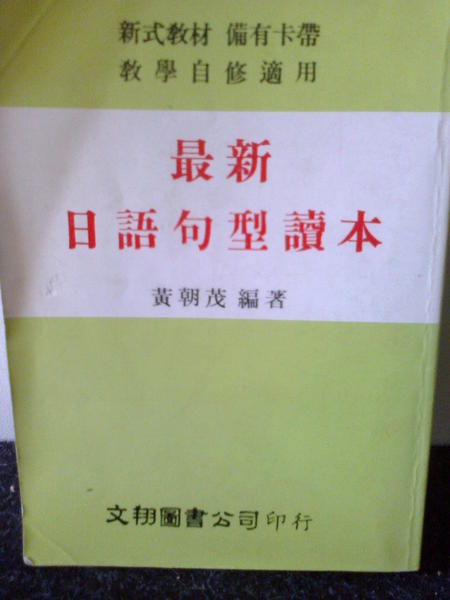 新式教材 備有卡帶
教學自修適用
最新
日語句型讀本
黃朝茂 編著
文翔圖書公司印行